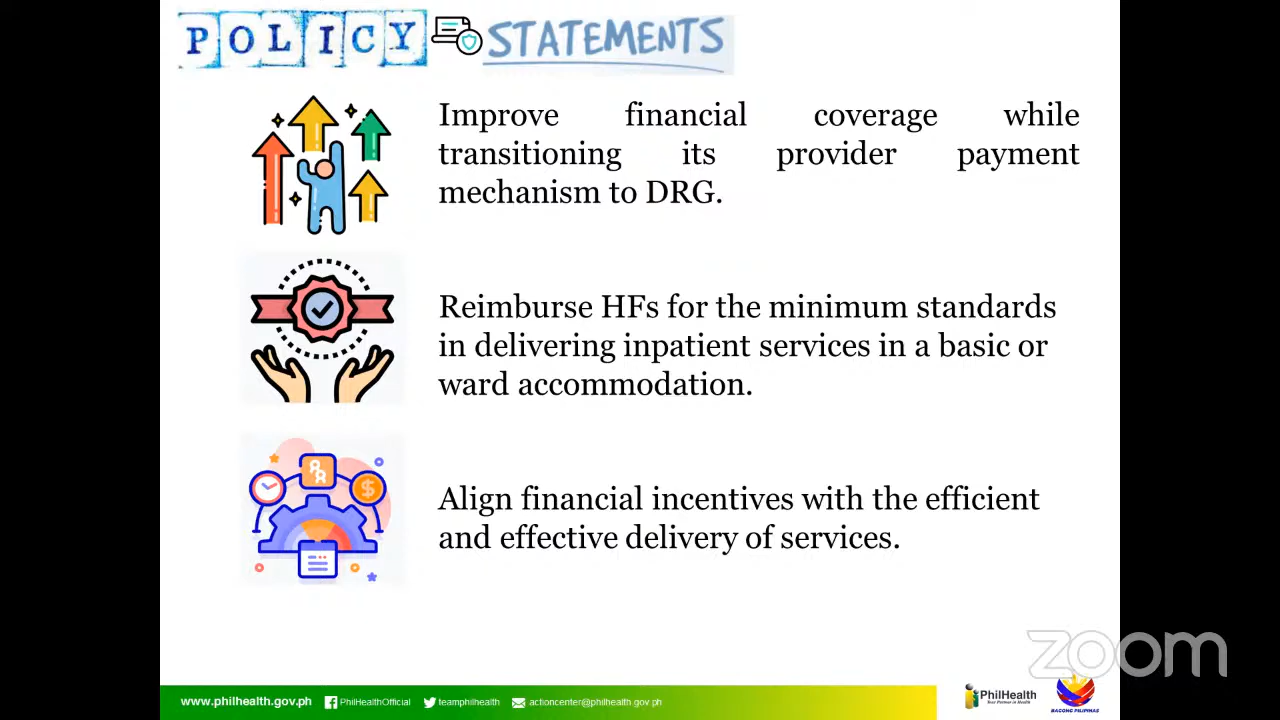 POLICY STATEMENTS
Improve financial coverage while
transitioning its provider payment
mechanism to DRG.
Reimburse HFs for the minimum standards
in delivering inpatient services in a basic or
ward accommodation.
Align financial incentives with the efficient
and effective delivery of services.
zoom
www.philhealth.gov.ph PhilHealthOfficial teamphilhealth actioncenter@philhealth.gov.ph
PhilHealth
Your Partner in Health
BAGONG PILIPINAS